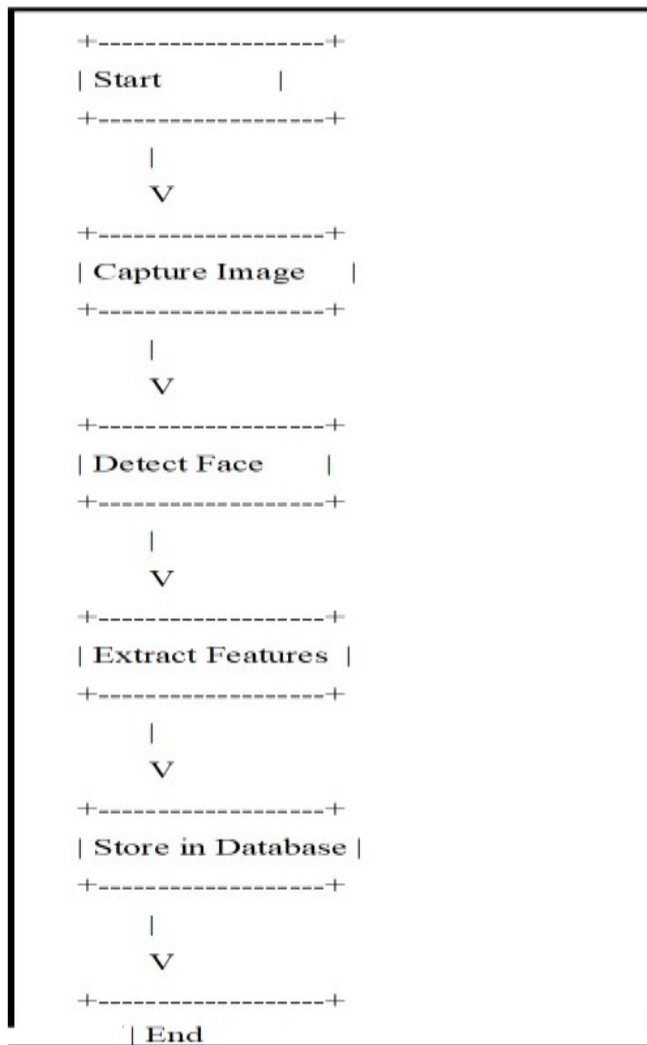 +-------------------+
| Start |
+-------------------+
|
V
+-------------------+
| Capture Image |
+-------------------+
|
V
+-------------------+
| Detect Face |
+-------------------+
|
V
+-------------------+
| Extract Features |
+-------------------+
|
V
+-------------------+
| Store in Database |
+-------------------+
|
V
+-------------------+
| End